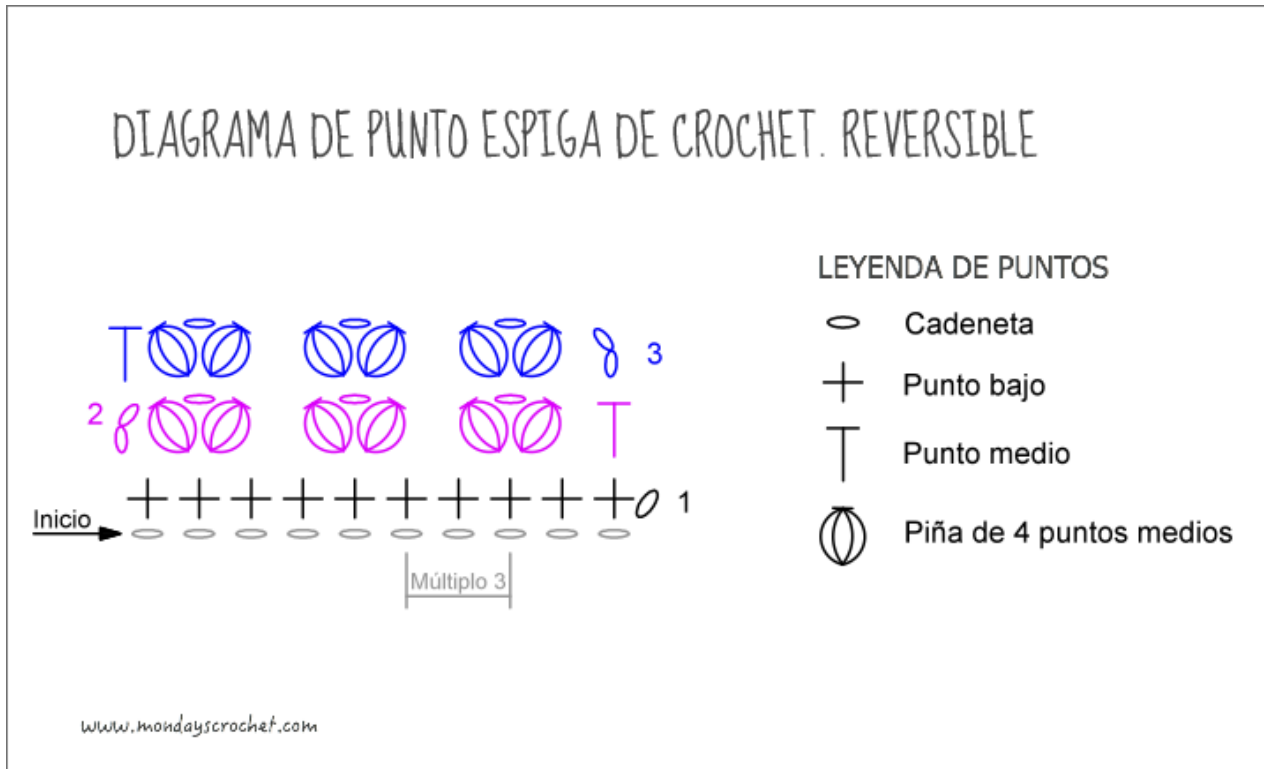 DIAGRAMA DE PUNTO ESPIGA DE CROCHET. REVERSIBLE
LEYENDA DE PUNTOS
Cadeneta
Punto bajo
Punto medio
Piña de 4 puntos medios
3
2
1
Inicio
Múltiplo 3
www.mondayscrochet.com